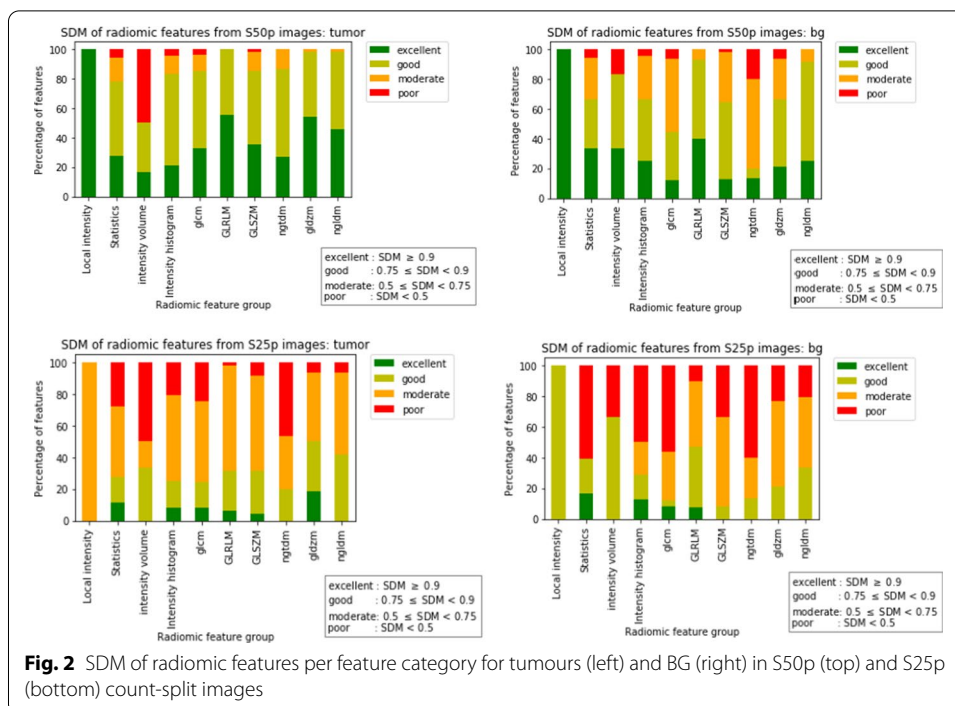 SDM of radiomic features from S50p images: tumor
100
80
60
40
20
0
Percentage of features
excellent
good
moderate
poor
Local intensity
Statistics
intensity volume
Intensity histogram
glcm
GLRLM
GLSZM
ngtdm
gldzm
ngldm
Radiomic feature group
excellent : SDM ≥ 0.9
good : 0.75 ≤ SDM < 0.9
moderate: 0.5 ≤ SDM < 0.75
poor : SDM < 0.5
SDM of radiomic features from S50p images: bg
100
80
60
40
20
0
Percentage of features
excellent
good
moderate
poor
Local intensity
Statistics
intensity volume
Intensity histogram
glcm
GLRLM
GLSZM
ngtdm
gldzm
ngldm
Radiomic feature group
excellent : SDM ≥ 0.9
good : 0.75 ≤ SDM < 0.9
moderate: 0.5 ≤ SDM < 0.75
poor : SDM < 0.5
SDM of radiomic features from S25p images: tumor
100
80
60
40
20
0
Percentage of features
excellent
good
moderate
poor
Local intensity
Statistics
intensity volume
Intensity histogram
glcm
GLRLM
GLSZM
ngtdm
gldzm
ngldm
Radiomic feature group
excellent : SDM ≥ 0.9
good : 0.75 ≤ SDM < 0.9
moderate: 0.5 ≤ SDM < 0.75
poor : SDM < 0.5
SDM of radiomic features from S25p images: bg
100
80
60
40
20
0
Percentage of features
excellent
good
moderate
poor
Local intensity
Statistics
intensity volume
Intensity histogram
glcm
GLRLM
GLSZM
ngtdm
gldzm
ngldm
Radiomic feature group
excellent : SDM ≥ 0.9
good : 0.75 ≤ SDM < 0.9
moderate: 0.5 ≤ SDM < 0.75
poor : SDM < 0.5
Fig. 2 SDM of radiomic features per feature category for tumours (left) and BG (right) in S50p (top) and S25p
(bottom) count-split images